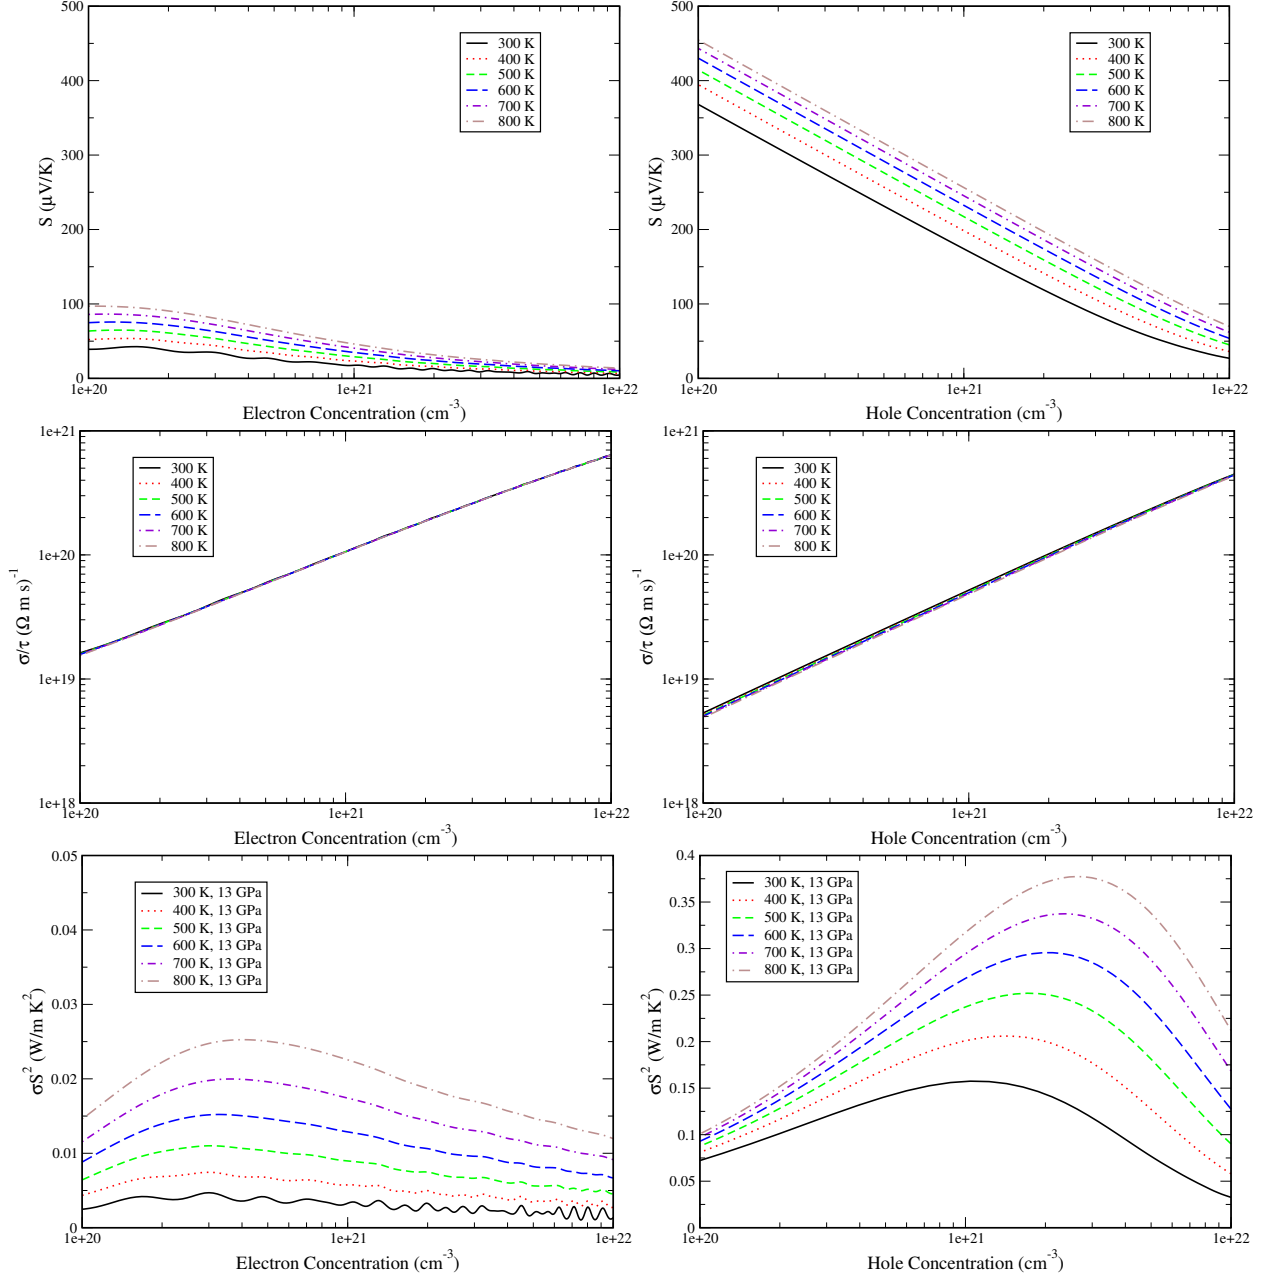 500
400
300
200
100
0
S (μV/K)
300 K
400 K
500 K
600 K
700 K
800 K
1e+20
1e+21
1e+22
Electron Concentration (cm-3)
500
400
300
200
100
0
S (μV/K)
300 K
400 K
500 K
600 K
700 K
800 K
1e+20
1e+21
1e+22
Hole Concentration (cm-3)
1e+21
1e+20
1e+19
1e+18
σ/τ (Ω m s)-1
300 K
400 K
500 K
600 K
700 K
800 K
1e+20
1e+21
1e+22
Electron Concentration (cm-3)
1e+21
1e+20
1e+19
1e+18
σ/τ (Ω m s)-1
300 K
400 K
500 K
600 K
700 K
800 K
1e+20
1e+21
1e+22
Hole Concentration (cm-3)
0.05
0.04
0.03
0.02
0.01
0
σS2 (W/m K2)
300 K, 13 GPa
400 K, 13 GPa
500 K, 13 GPa
600 K, 13 GPa
700 K, 13 GPa
800 K, 13 GPa
1e+20
1e+21
1e+22
Electron Concentration (cm-3)
0.4
0.35
0.3
0.25
0.2
0.15
0.1
0.05
0
σS2 (W/m K2)
300 K, 13 GPa
400 K, 13 GPa
500 K, 13 GPa
600 K, 13 GPa
700 K, 13 GPa
800 K, 13 GPa
1e+20
1e+21
1e+22
Hole Concentration (cm-3)